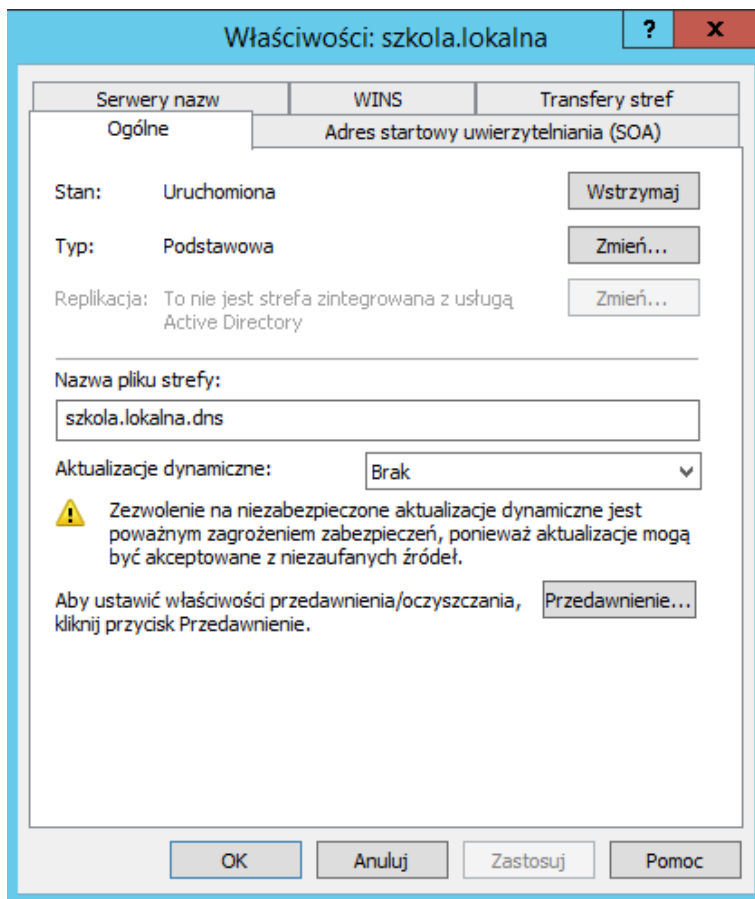 Właściwości: szkola.lokalna
?
x
Serwery nazw
WINS
Transfery stref
Ogólne
Adres startowy uwierzytelniania (SOA)
Stan: Uruchomiona
Wstrzymaj
Typ: Podstawowa
Zmień...
Replikacja: To nie jest strefa zintegrowana z usługą
Active Directory
Zmień...
Nazwa pliku strefy:
szkola.lokalna.dns
Aktualizacje dynamiczne:
Brak
Zezwolenie na niezabezpieczone aktualizacje dynamiczne jest
poważnym zagrożeniem zabezpieczeń, ponieważ aktualizacje mogą
być akceptowane z niezaufanych źródeł.
Aby ustawić właściwości przedawnienia/oczyszczania,
kliknij przycisk Przedawnienie.
Przedawnienie...
OK
Anuluj
Zastosuj
Pomoc